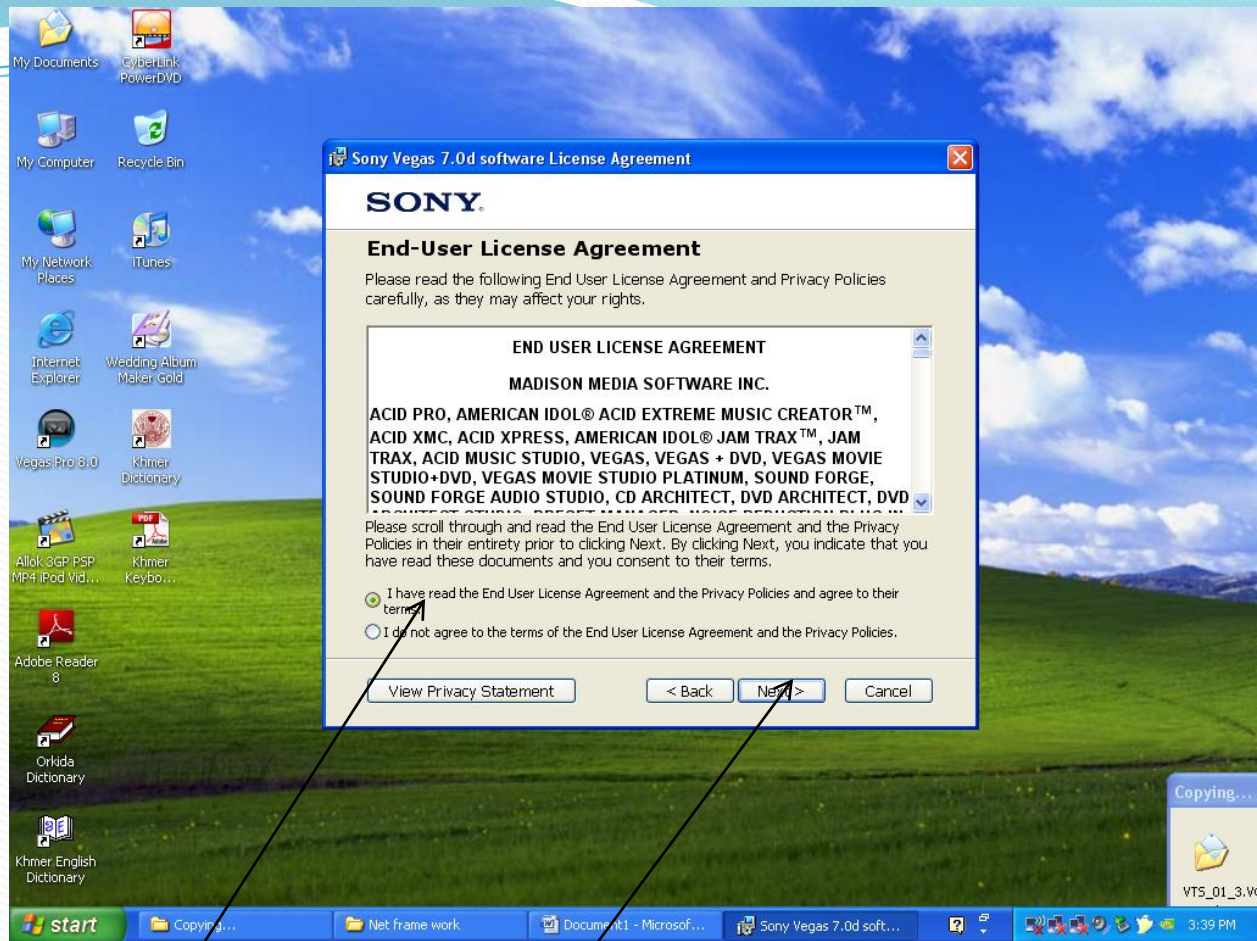 My Documents
CyberLink
PowerDVD
My Computer
Recycle Bin
My Network
Places
iTunes
Internet
Explorer
Wedding Album
Maker Gold
Vegas Pro 8.0
Khmer
Dictionary
Allok 3GP PSP
MP4 iPod Vid...
PDF
Adobe
Khmer
Keybo...
Adobe Reader
8
Orkida
Dictionary
Khmer English
Dictionary
Sony Vegas 7.0d software License Agreement
SONY.
End-User License Agreement
Please read the following End User License Agreement and Privacy Policies
carefully, as they may affect your rights.
END USER LICENSE AGREEMENT
MADISON MEDIA SOFTWARE INC.
ACID PRO, AMERICAN IDOL® ACID EXTREME MUSIC CREATOR™,
ACID XMC, ACID XPRESS, AMERICAN IDOL® JAM TRAX™, JAM
TRAX, ACID MUSIC STUDIO, VEGAS, VEGAS + DVD, VEGAS MOVIE
STUDIO+DVD, VEGAS MOVIE STUDIO PLATINUM, SOUND FORGE,
SOUND FORGE AUDIO STUDIO, CD ARCHITECT, DVD ARCHITECT, DVD
ARCHITECT STUDIO, PRESET MANAGER, NOISE REDUCTION PLUG-IN
Please scroll through and read the End User License Agreement and the Privacy
Policies in their entirety prior to clicking Next. By clicking Next, you indicate that you
have read these documents and you consent to their terms.
I have read the End User License Agreement and the Privacy Policies and agree to their
terms.
I do not agree to the terms of the End User License Agreement and the Privacy Policies.
View Privacy Statement
< Back
Next >
Cancel
Copying...
VTS_01_3.V
start
Copying...
Net frame work
Document1 - Microsof...
Sony Vegas 7.0d soft...
3:39 PM